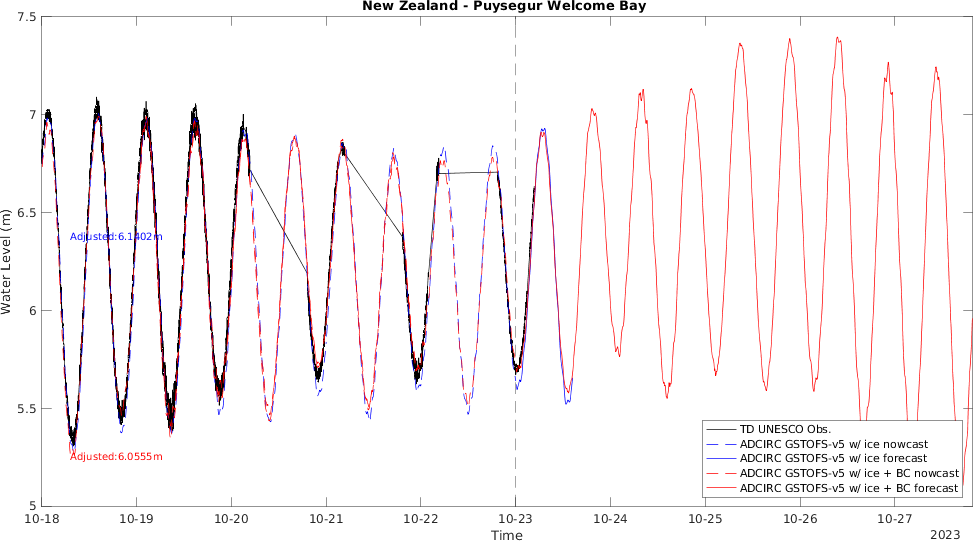 New Zealand - Puysegur Welcome Bay
7.5
7
6.5
6
5.5
5
Water Level (m)
Adjusted:6.1402m
Adjusted:6.0555m
TD UNESCO Obs.
ADCIRC GSTOFS-v5 w/ ice nowcast
ADCIRC GSTOFS-v5 w/ ice forecast
ADCIRC GSTOFS-v5 w/ ice + BC nowcast
ADCIRC GSTOFS-v5 w/ ice + BC forecast
10-18 10-19 10-20 10-21 10-22 10-23 10-24 10-25 10-26 10-27
Time
2023